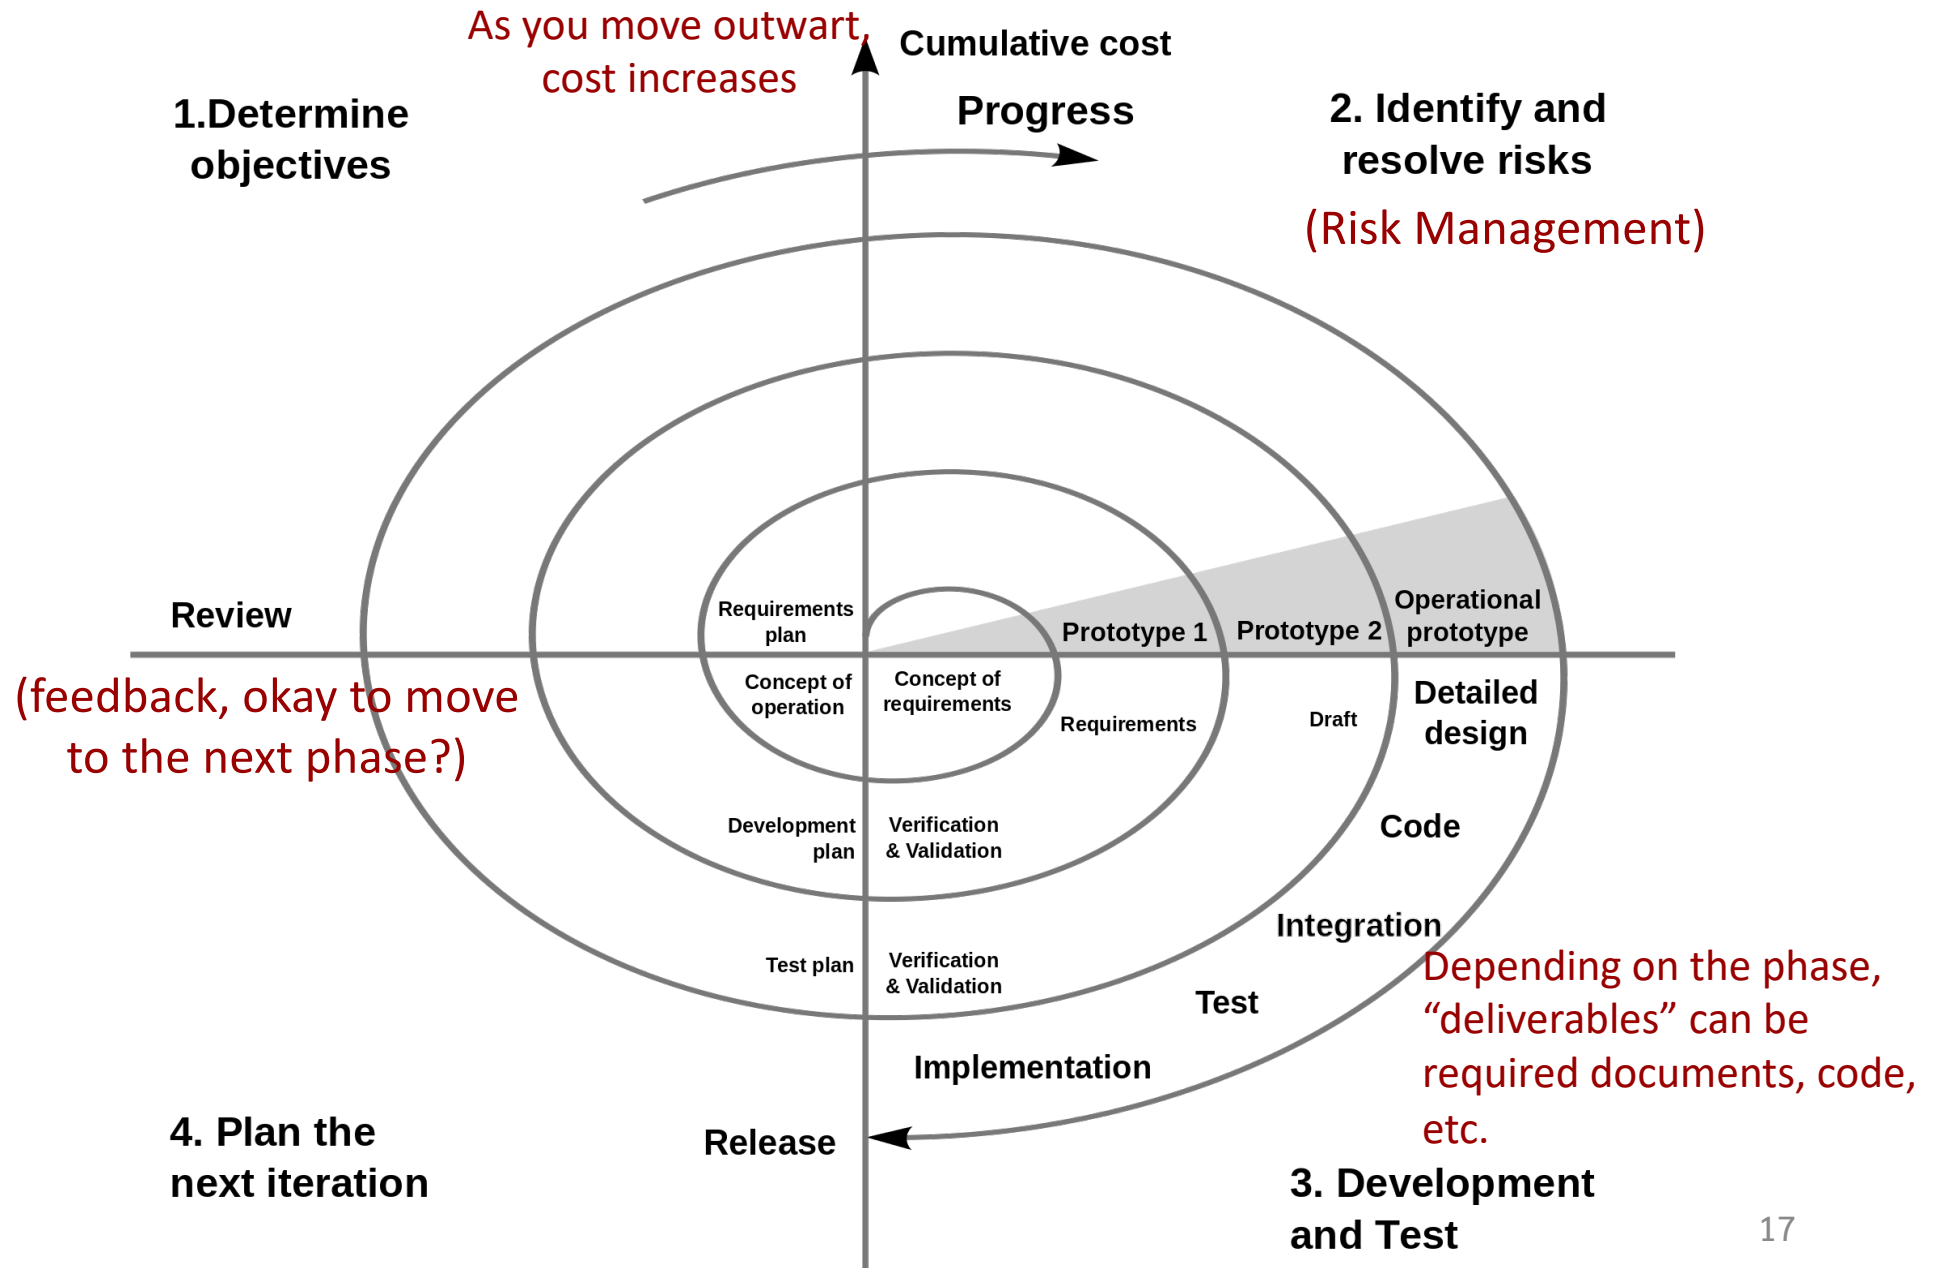 As you move outwart,
cost increases
Cumulative cost
Progress
1.Determine
objectives
2. Identify and
resolve risks
(Risk Management)
Review
(feedback, okay to move
to the next phase?)
Requirements
plan
Concept of
operation
Concept of
requirements
Prototype 1
Prototype 2
Operational
prototype
Requirements
Draft
Detailed
design
Development
plan
Verification
& Validation
Code
Test plan
Verification
& Validation
Integration
Test
Implementation
Release
Depending on the phase,
“deliverables” can be
required documents, code,
etc.
4. Plan the
next iteration
3. Development
and Test
17